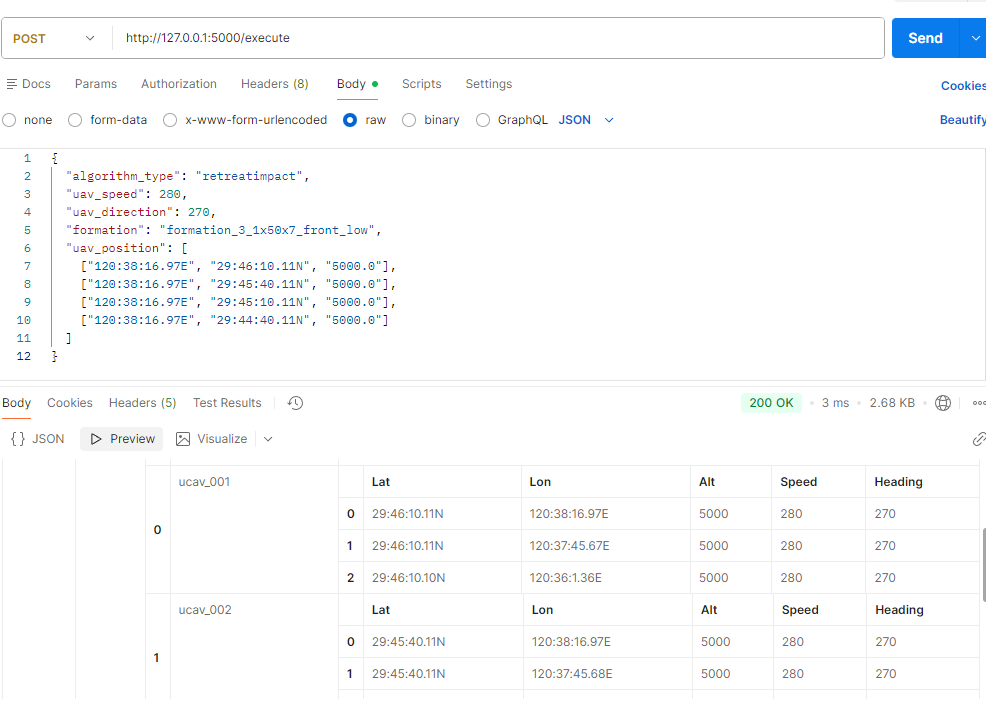 POST http://127.0.0.1:5000/execute Send
Docs Params Authorization Headers (8) Body Scripts Settings Cookies
none form-data x-www-form-urlencoded raw binary GraphQL JSON Beautify
1 {
2 "algorithm_type": "retreatimpact",
3 "uav_speed": 280,
4 "uav_direction": 270,
5 "formation": "formation_3_1x50x7_front_low",
6 "uav_position": [
7 ["120:38:16.97E", "29:46:10.11N", "5000.0"],
8 ["120:38:16.97E", "29:45:40.11N", "5000.0"],
9 ["120:38:16.97E", "29:45:10.11N", "5000.0"],
10 ["120:38:16.97E", "29:44:40.11N", "5000.0"]
11 ]
12 }
Body Cookies Headers (5) Test Results 200 OK • 3 ms • 2.68 KB •
{} JSON Preview Visualize
0 ucav_001 Lat Lon Alt Speed Heading
0 29:46:10.11N 120:38:16.97E 5000 280 270
1 29:46:10.11N 120:37:45.67E 5000 280 270
2 29:46:10.10N 120:36:1.36E 5000 280 270
1 ucav_002 Lat Lon Alt Speed Heading
0 29:45:40.11N 120:38:16.97E 5000 280 270
1 29:45:40.11N 120:37:45.68E 5000 280 270